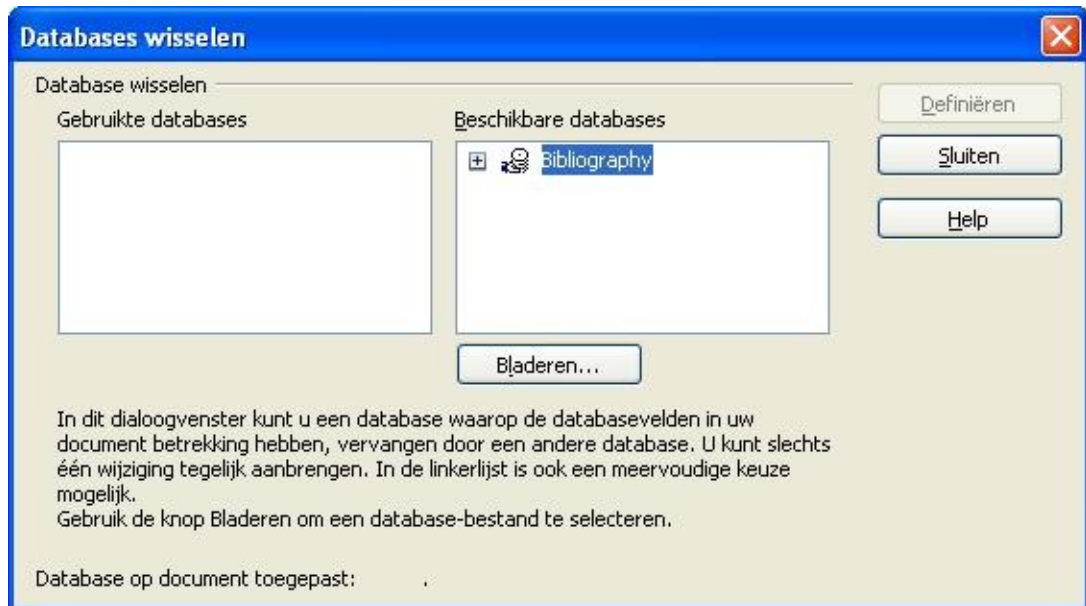 Databases wisselen
Database wisselen
Gebruikte databases
Beschikbare databases
Bibliography
Definiëren
Sluiten
Help
Bladeren...
In dit dialoogvenster kunt u een database waarop de databasevelden in uw
document betrekking hebben, vervangen door een andere database. U kunt slechts
één wijziging tegelijk aanbrengen. In de linkerlijst is ook een meervoudige keuze
mogelijk.
Gebruik de knop Bladeren om een database-bestand te selecteren.
Database op document toegepast: .